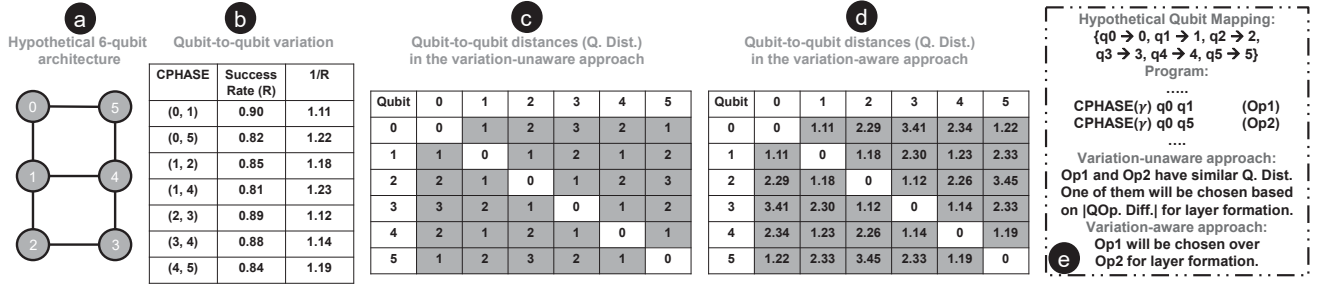 a
Hypothetical 6-qubit
architecture
0 5
1 4
2 3
b
Qubit-to-qubit variation
CPHASE Success Rate (R) 1/R
(0, 1) 0.90 1.11
(0, 5) 0.82 1.22
(1, 2) 0.85 1.18
(1, 4) 0.81 1.23
(2, 3) 0.89 1.12
(3, 4) 0.88 1.14
(4, 5) 0.84 1.19
c
Qubit-to-qubit distances (Q. Dist.)
in the variation-unaware approach
Qubit 0 1 2 3 4 5
0 0 1 2 3 2 1
1 1 0 1 2 1 2
2 2 1 0 1 2 3
3 3 2 1 0 1 2
4 2 1 2 1 0 1
5 1 2 3 2 1 0
d
Qubit-to-qubit distances (Q. Dist.)
in the variation-aware approach
Qubit 0 1 2 3 4 5
0 0 1.11 2.29 3.41 2.34 1.22
1 1.11 0 1.18 2.30 1.23 2.33
2 2.29 1.18 0 1.12 2.26 3.45
3 3.41 2.30 1.12 0 1.14 2.33
4 2.34 1.23 2.26 1.14 0 1.19
5 1.22 2.33 3.45 2.33 1.19 0
Hypothetical Qubit Mapping:
{q0 → 0, q1 → 1, q2 → 2,
q3 → 3, q4 → 4, q5 → 5}
Program:
.....
CPHASE(γ) q0 q1 (Op1)
CPHASE(γ) q0 q5 (Op2)
....
Variation-unaware approach:
Op1 and Op2 have similar Q. Dist.
One of them will be chosen based
on |QOp. Diff.| for layer formation.
Variation-aware approach:
Op1 will be chosen over
Op2 for layer formation.
e